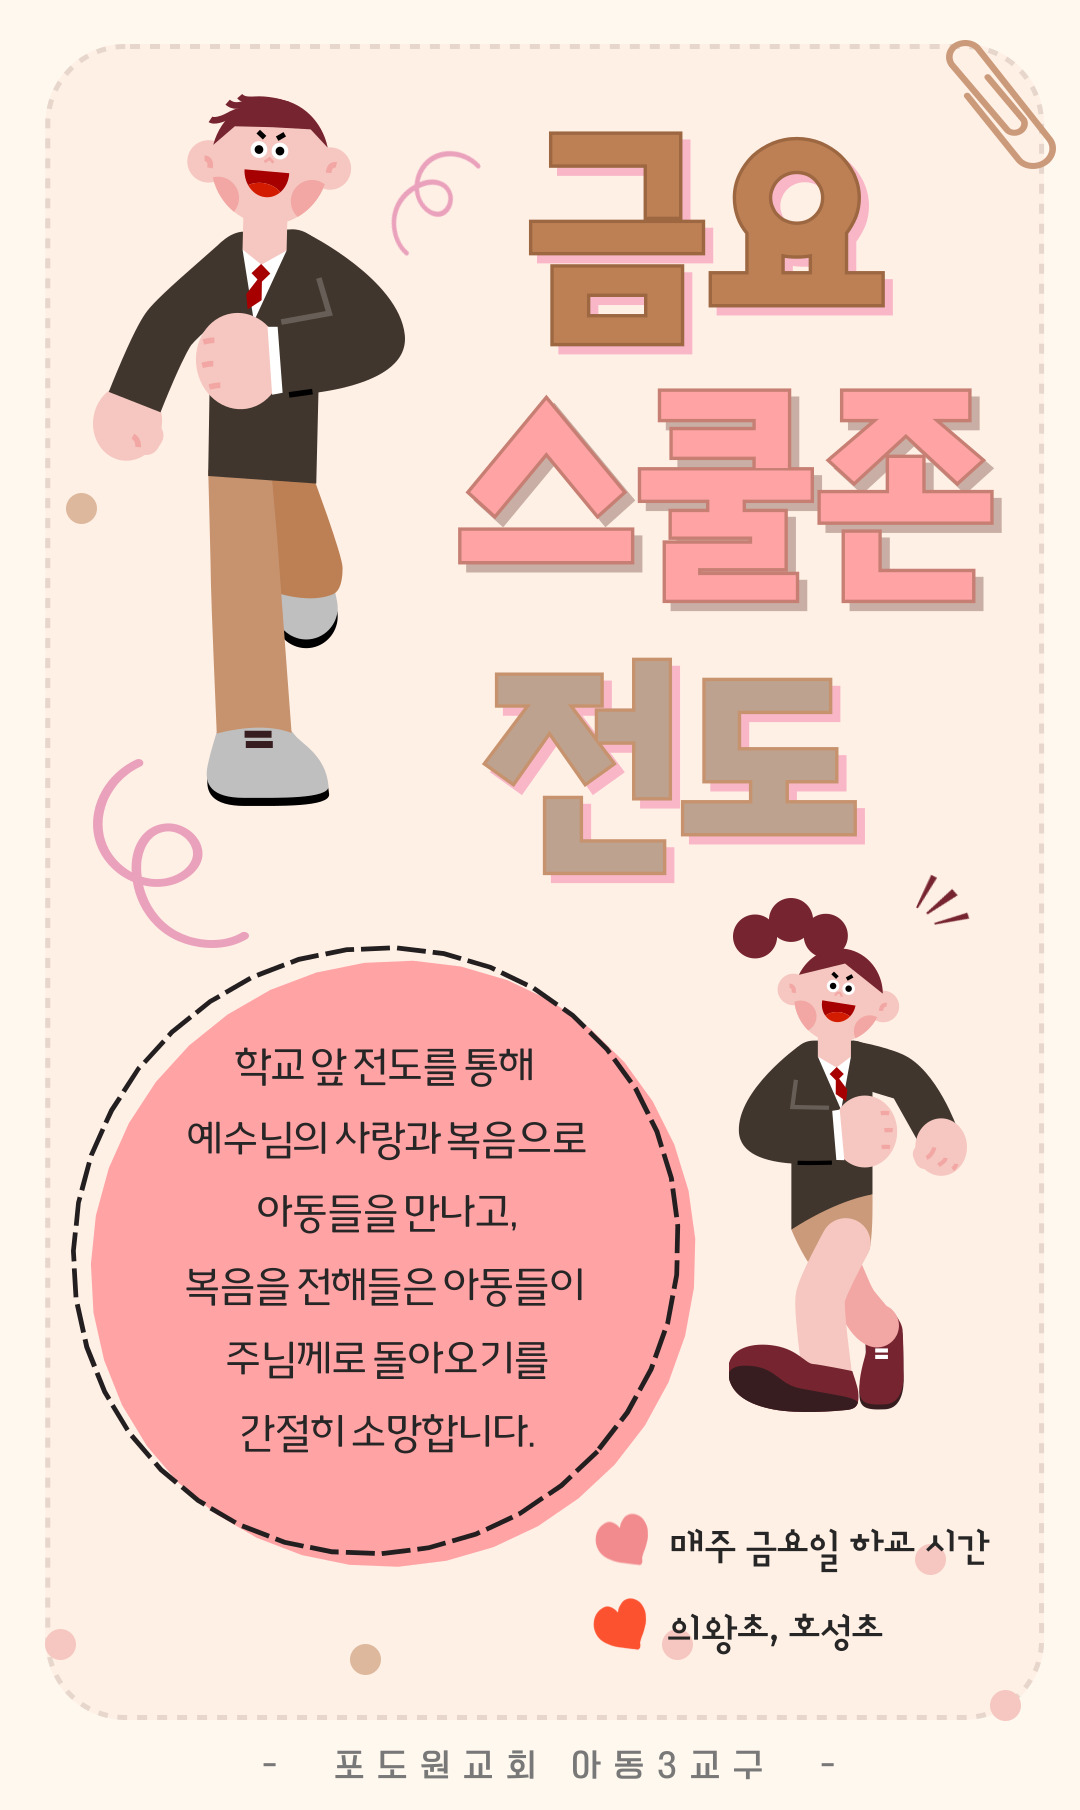 금요
스쿨존
전도
학교 앞 전도를 통해
예수님의 사랑과 복음으로
아동들을 만나고,
복음을 전해들은 아동들이
주님께로 돌아오기를
간절히 소망합니다.
매주 금요일 하교 시간
의왕초, 호성초
- 포도원교회 아동3교구 -